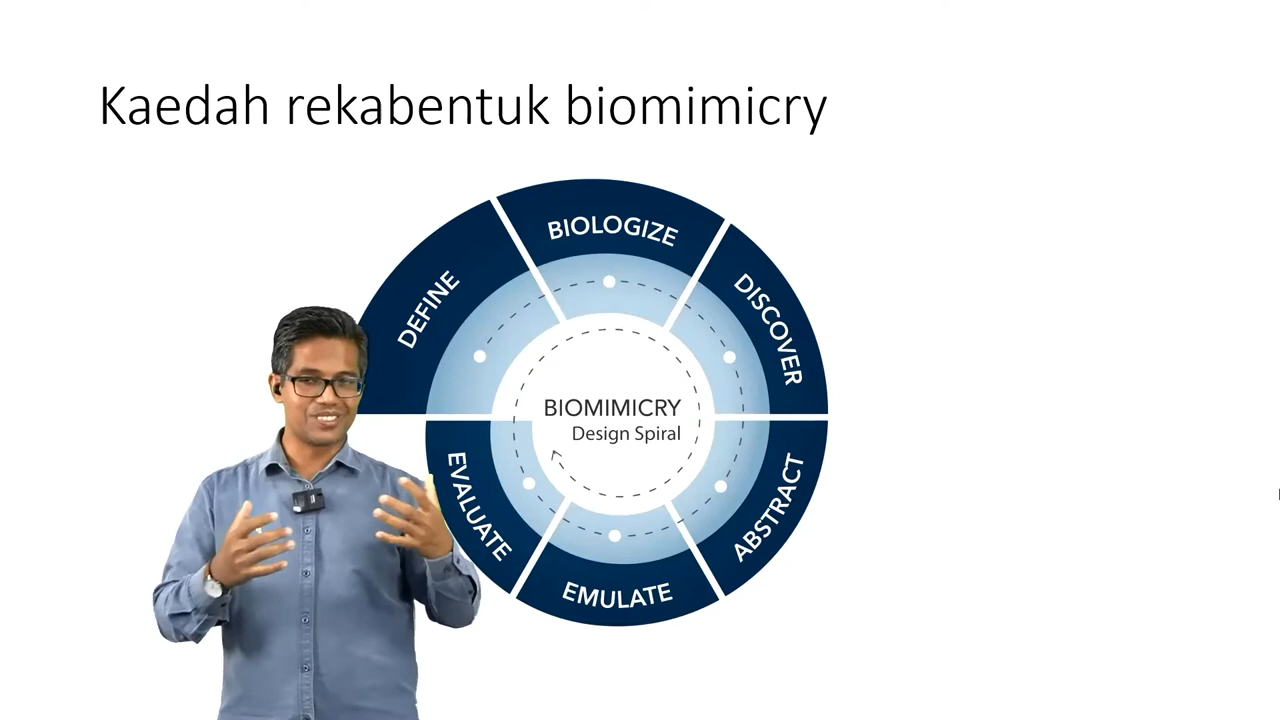 Kaedah rekabentuk biomimicry
DEFINE
BIOLOGIZE
DISCOVER
ABSTRACT
EMULATE
EVALUATE
BIOMIMICRY
Design Spiral